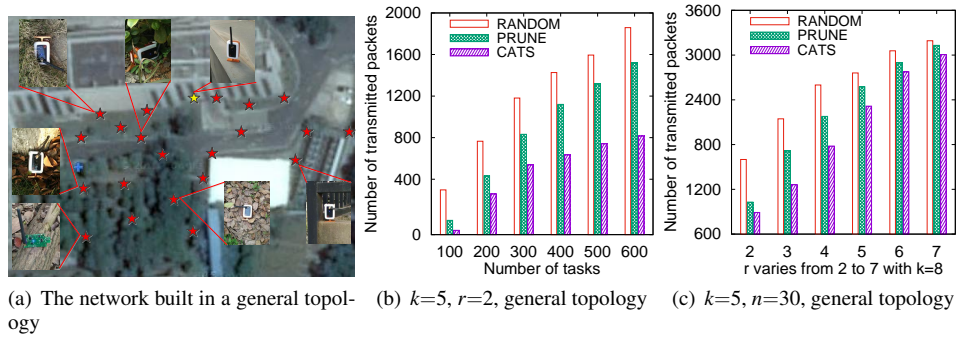 RANDOM
PRUNE
CATS
Number of transmitted packets
2000
1600
1200
800
400
0
100 200 300 400 500 600
Number of tasks
RANDOM
PRUNE
CATS
Number of transmitted packets
3600
3000
2400
1800
1200
600
2 3 4 5 6 7
r varies from 2 to 7 with k=8
(a) The network built in a general topol-
ogy
(b) k=5, r=2, general topology
(c) k=5, n=30, general topology